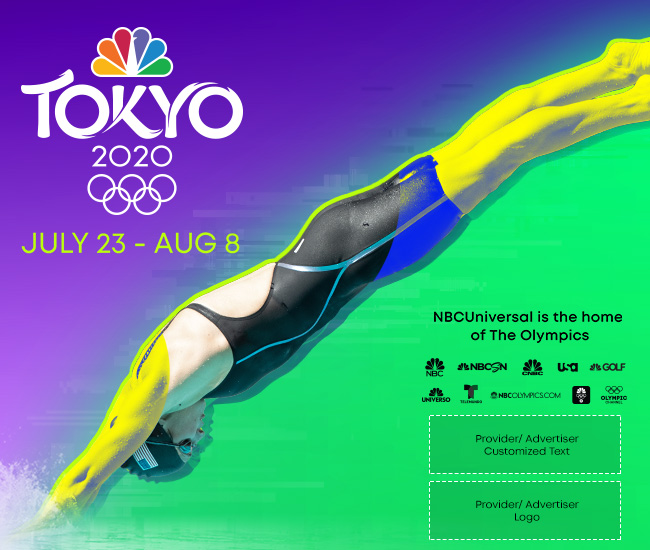 TOKYO
2020
JULY 23 - AUG 8
NBCUniversal is the home
of The Olympics
NBC NBCSN CNBC USA GOLF
UNIVERSO TELEMUNDO NBCOLYMPICS.COM OLYMPIC
CHANNEL
Provider/ Advertiser
Customized Text
Provider/ Advertiser
Logo